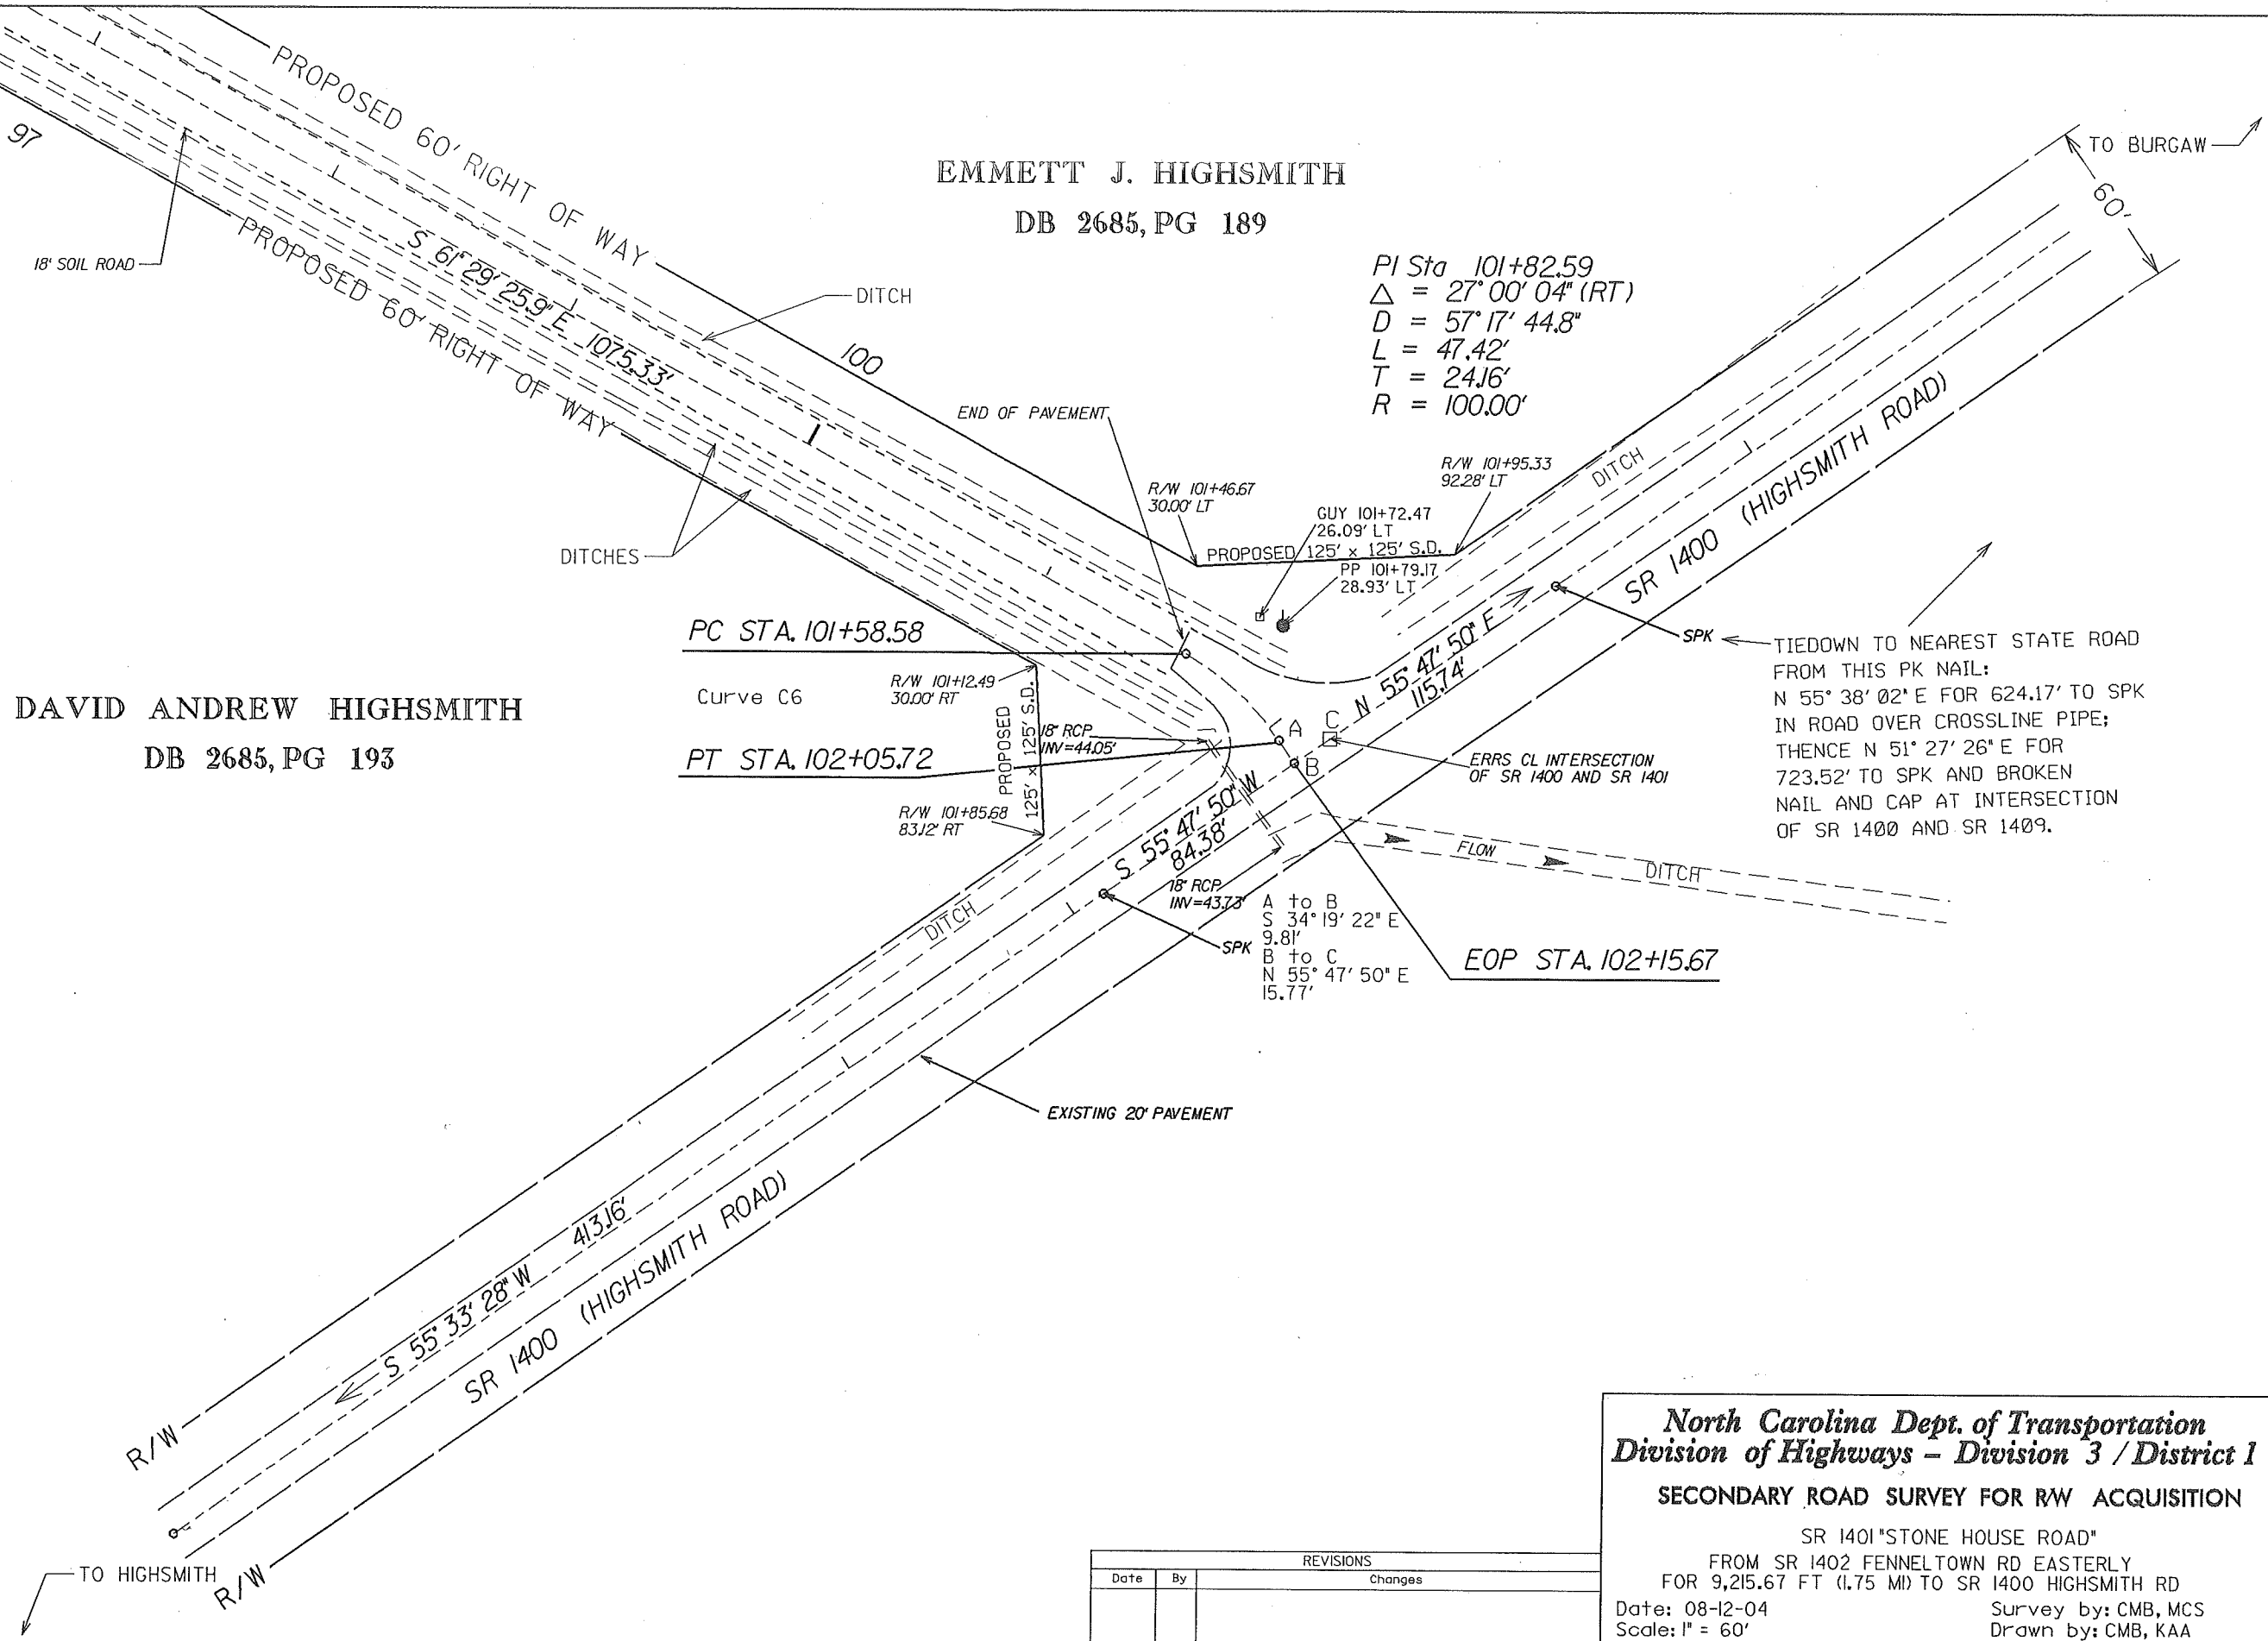 PROPOSED 60' RIGHT OF WAY
97
18' SOIL ROAD
PROPOSED 60' RIGHT OF WAY
S 61° 29' 25.9" E 1075.33'
DITCH
100
EMMETT J. HIGHSMITH
DB 2685, PG 189
TO BURGAW
60'
PI Sta 101+82.59
Δ = 27° 00' 04" (RT)
D = 57° 17' 44.8"
L = 47.42'
T = 24.16'
R = 100.00'
END OF PAVEMENT
R/W 101+46.67
30.00' LT
R/W 101+95.33
92.28' LT
GUY 101+72.47
26.09' LT
PROPOSED 125' x 125' S.D.
PP 101+79.17
28.93' LT
DITCH
SR 1400 (HIGHSMITH ROAD)
DITCHES
PC STA. 101+58.58
Curve C6
R/W 101+12.49
30.00' RT
PT STA. 102+05.72
PROPOSED
125' x 125' S.D.
18" RCP
INV=44.05'
R/W 101+85.68
83.12' RT
DAVID ANDREW HIGHSMITH
DB 2685, PG 193
A
B
C
N 55° 47' 50" E
115.74'
SPK
TIEDOWN TO NEAREST STATE ROAD
FROM THIS PK NAIL:
N 55° 38' 02" E FOR 624.17' TO SPK
IN ROAD OVER CROSSLINE PIPE;
THENCE N 51° 27' 26" E FOR
723.52' TO SPK AND BROKEN
NAIL AND CAP AT INTERSECTION
OF SR 1400 AND SR 1409.
ERRS CL INTERSECTION
OF SR 1400 AND SR 1401
S 55° 47' 50" W
84.38'
FLOW
DITCH
18" RCP
INV=43.73'
DITCH
SPK
A to B
S 34° 19' 22" E
9.81'
B to C
N 55° 47' 50" E
15.77'
EOP STA. 102+15.67
EXISTING 20' PAVEMENT
S 55° 33' 28" W 413.16'
SR 1400 (HIGHSMITH ROAD)
R/W
R/W
TO HIGHSMITH
REVISIONS
Date By Changes
North Carolina Dept. of Transportation
Division of Highways – Division 3 / District 1
SECONDARY ROAD SURVEY FOR R/W ACQUISITION
SR 1401 "STONE HOUSE ROAD"
FROM SR 1402 FENNELTOWN RD EASTERLY
FOR 9,215.67 FT (1.75 MI) TO SR 1400 HIGHSMITH RD
Date: 08-12-04 Survey by: CMB, MCS
Scale: 1" = 60' Drawn by: CMB, KAA